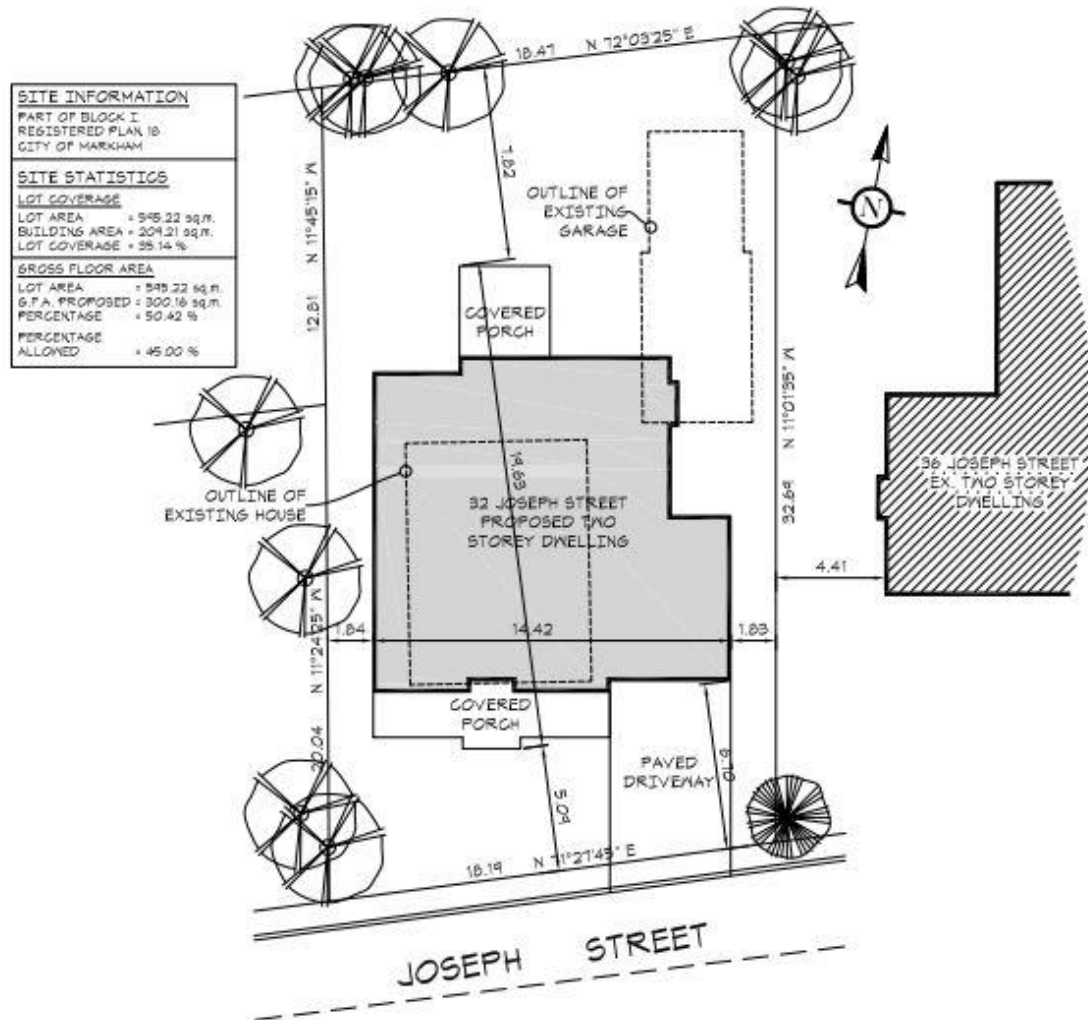 SITE INFORMATION
PART OF BLOCK I
REGISTERED PLAN 18
CITY OF MARKHAM
SITE STATISTICS
LOT COVERAGE
LOT AREA = 595.22 sq.m.
BUILDING AREA = 209.21 sq.m.
LOT COVERAGE = 35.14 %
GROSS FLOOR AREA
LOT AREA = 595.22 sq.m.
G.F.A. PROPOSED = 300.16 sq.m.
PERCENTAGE = 50.42 %
PERCENTAGE
ALLOWED = 45.00 %
18.47 N 72°03'25" E
7.82
OUTLINE OF
EXISTING
GARAGE
N
12.81 N 11°45'15" W
COVERED
PORCH
32.69 N 11°01'35" W
19.63
OUTLINE OF
EXISTING HOUSE
32 JOSEPH STREET
PROPOSED TWO
STOREY DWELLING
36 JOSEPH STREET
EX. TWO STOREY
DWELLING
4.41
20.04 N 11°24'25" W
1.84
14.42
1.83
COVERED
PORCH
PAVED
DRIVEWAY
6.70
5.09
18.19 N 71°27'45" E
JOSEPH STREET